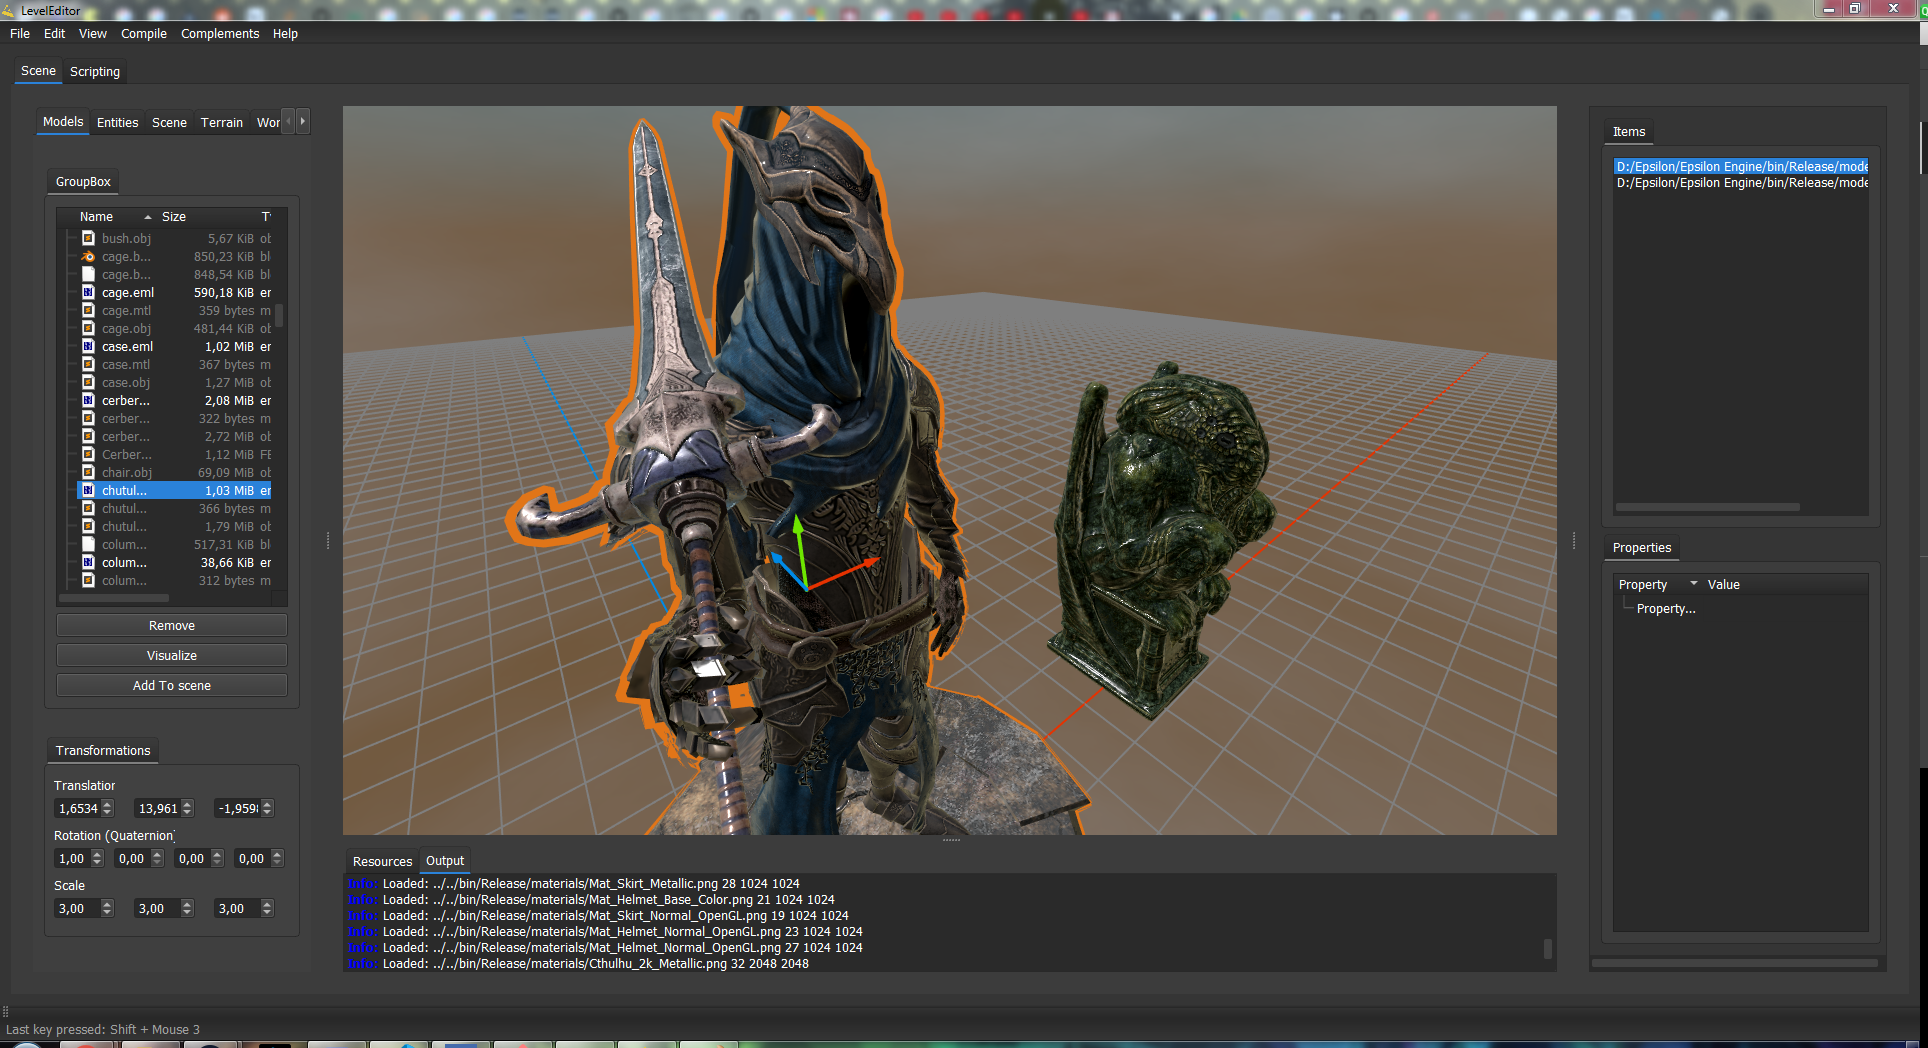 LevelEditor
File Edit View Compile Complements Help
Scene Scripting
Models Entities Scene Terrain Wor
GroupBox
Name Size
bush.obj 5,67 KiB ob
cage.b... 850,23 KiB bl
cage.b... 848,54 KiB bl
cage.eml 590,18 KiB er
cage.mtl 359 bytes m
cage.obj 481,44 KiB ob
case.eml 1,02 MiB er
case.mtl 367 bytes m
case.obj 1,27 MiB ob
cerber... 2,08 MiB er
cerber... 322 bytes m
cerber... 2,72 MiB ob
Cerber... 1,12 MiB FE
chair.obj 69,09 MiB ob
chutul... 1,03 MiB er
chutul... 366 bytes m
chutul... 1,79 MiB ob
colum... 517,31 KiB bl
colum... 38,66 KiB er
colum... 312 bytes m
Remove
Visualize
Add To scene
Transformations
Translation
1,6534 13,961 -1,959
Rotation (Quaternion)
1,00 0,00 0,00 0,00
Scale
3,00 3,00 3,00
Resources Output
Info: Loaded: ../../bin/Release/materials/Mat_Skirt_Metallic.png 28 1024 1024
Info: Loaded: ../../bin/Release/materials/Mat_Helmet_Base_Color.png 21 1024 1024
Info: Loaded: ../../bin/Release/materials/Mat_Skirt_Normal_OpenGL.png 19 1024 1024
Info: Loaded: ../../bin/Release/materials/Mat_Helmet_Normal_OpenGL.png 23 1024 1024
Info: Loaded: ../../bin/Release/materials/Mat_Helmet_Normal_OpenGL.png 27 1024 1024
Info: Loaded: ../../bin/Release/materials/Cthulhu_2k_Metallic.png 32 2048 2048
Items
D:/Epsilon/Epsilon Engine/bin/Release/mode
D:/Epsilon/Epsilon Engine/bin/Release/mode
Properties
Property Value
Property...
Last key pressed: Shift + Mouse 3